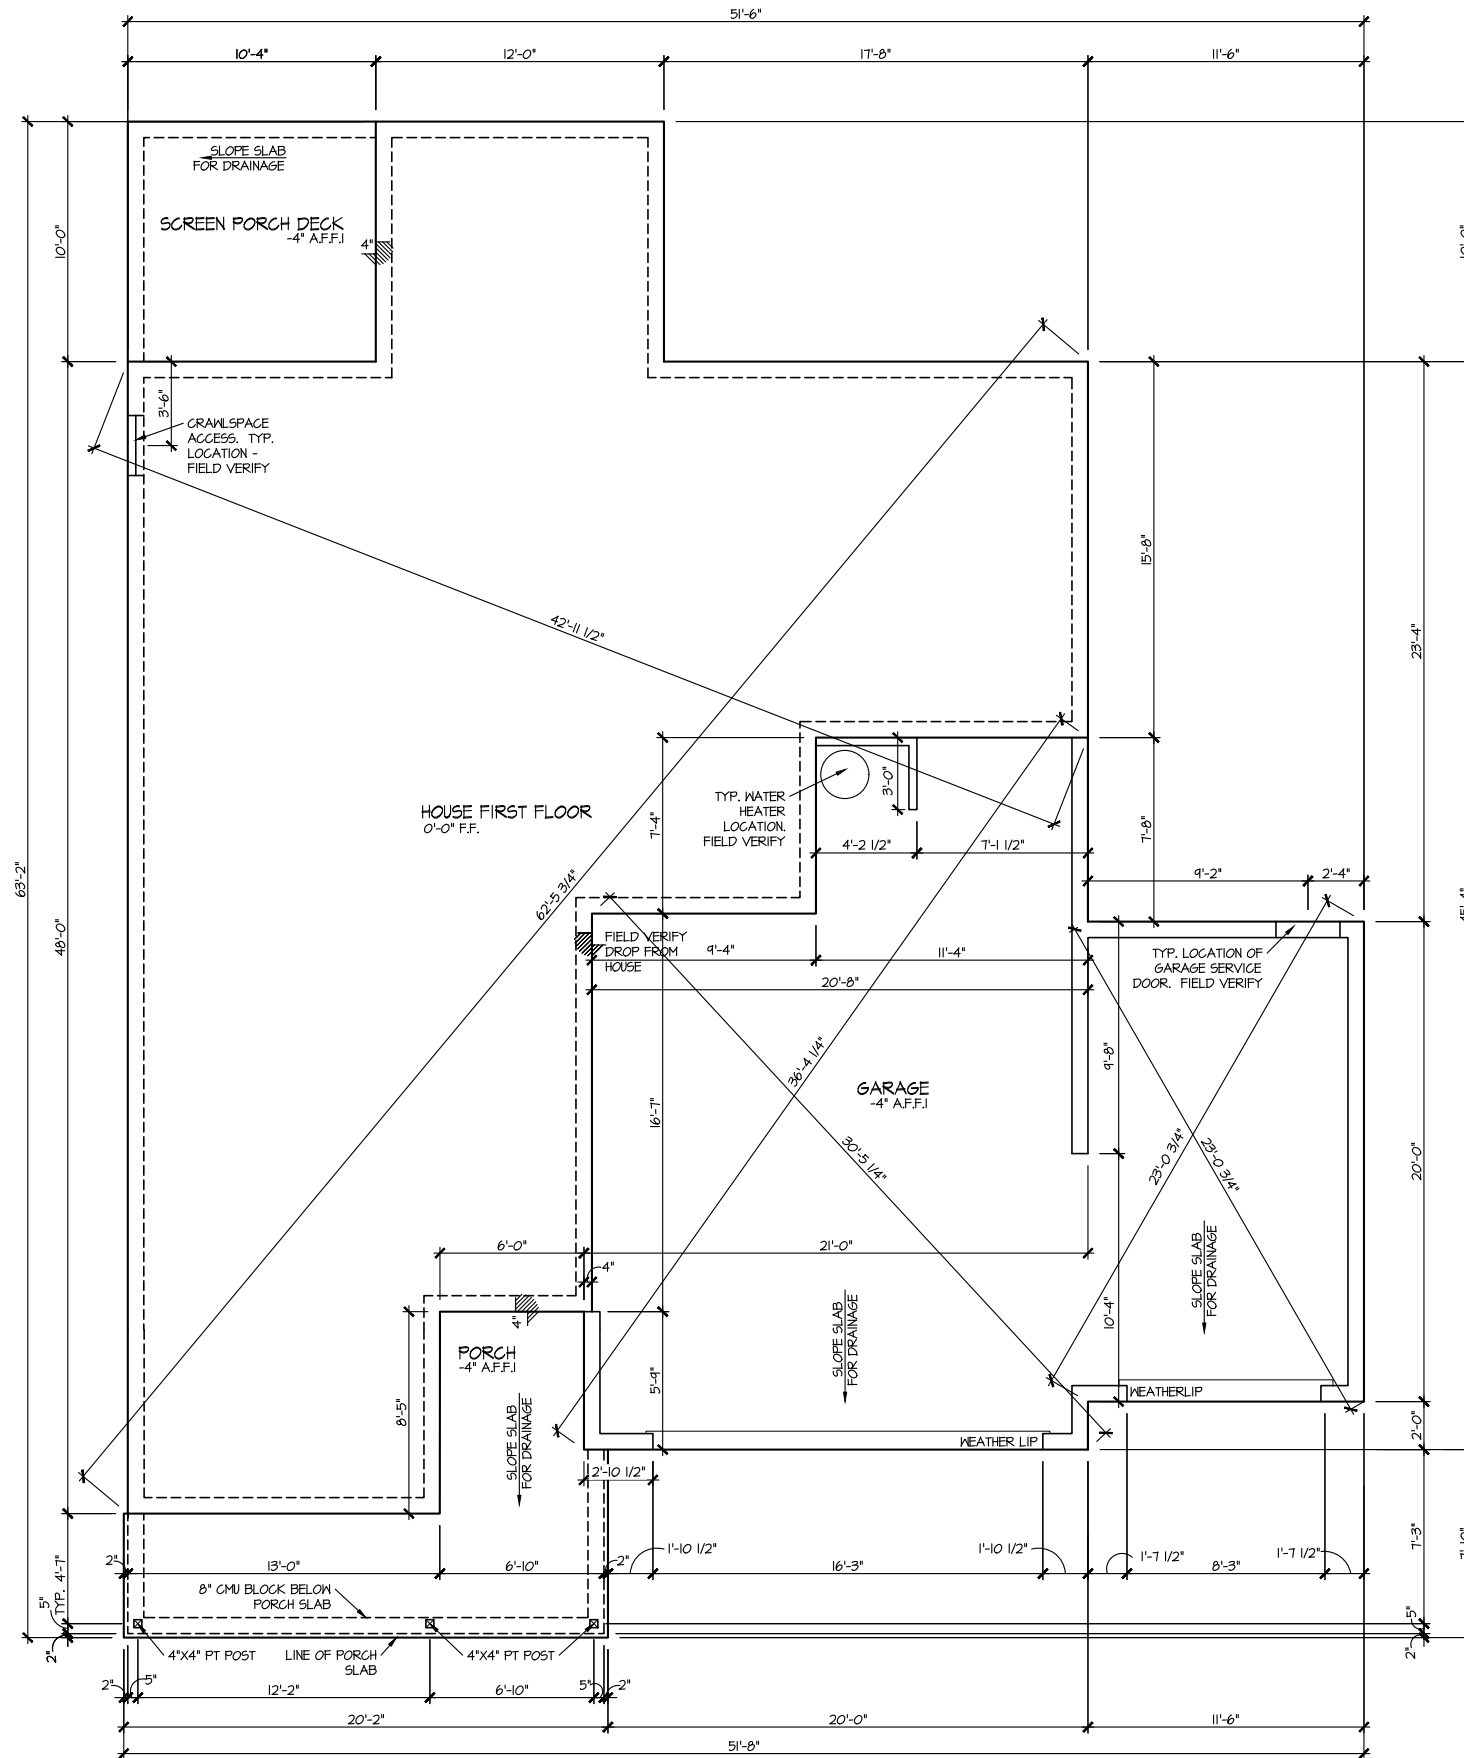 51'-6"
10'-4"
12'-0"
17'-8"
11'-6"
SLOPE SLAB
FOR DRAINAGE
SCREEN PORCH DECK
-4" A.F.F.I
4"
10'-0"
10'-0"
3'-6"
CRAWLSPACE
ACCESS. TYP.
LOCATION -
FIELD VERIFY
15'-8"
23'-4"
42'-11 1/2"
HOUSE FIRST FLOOR
0'-0" F.F.
TYP. WATER
HEATER
LOCATION.
FIELD VERIFY
3'-0"
7'-4"
7'-8"
4'-2 1/2"
7'-1 1/2"
63'-2"
62'-5 3/4"
9'-2"
2'-4"
45'-4"
48'-0"
FIELD VERIFY
DROP FROM
HOUSE
9'-4"
11'-4"
20'-8"
TYP. LOCATION OF
GARAGE SERVICE
DOOR. FIELD VERIFY
36'-4 1/4"
9'-8"
GARAGE
-4" A.F.F.I
16'-7"
30'-5 1/4"
23'-0 3/4"
23'-0 3/4"
20'-0"
6'-0"
21'-0"
4"
SLOPE SLAB
FOR DRAINAGE
SLOPE SLAB
FOR DRAINAGE
10'-4"
4"
PORCH
-4" A.F.F.I
5'-9"
8'-5"
SLOPE SLAB
FOR DRAINAGE
WEATHERLIP
WEATHER LIP
2'-0"
2'-10 1/2"
1'-10 1/2"
1'-10 1/2"
1'-7 1/2"
1'-7 1/2"
7'-3"
2"
13'-0"
6'-10"
2"
16'-3"
8'-3"
TYP. 4'-7"
8" CMU BLOCK BELOW
PORCH SLAB
5"
5"
2"
2"
4"X4" PT POST
LINE OF PORCH
SLAB
4"X4" PT POST
2"
5"
12'-2"
6'-10"
5"
2"
20'-2"
20'-0"
11'-6"
51'-8"